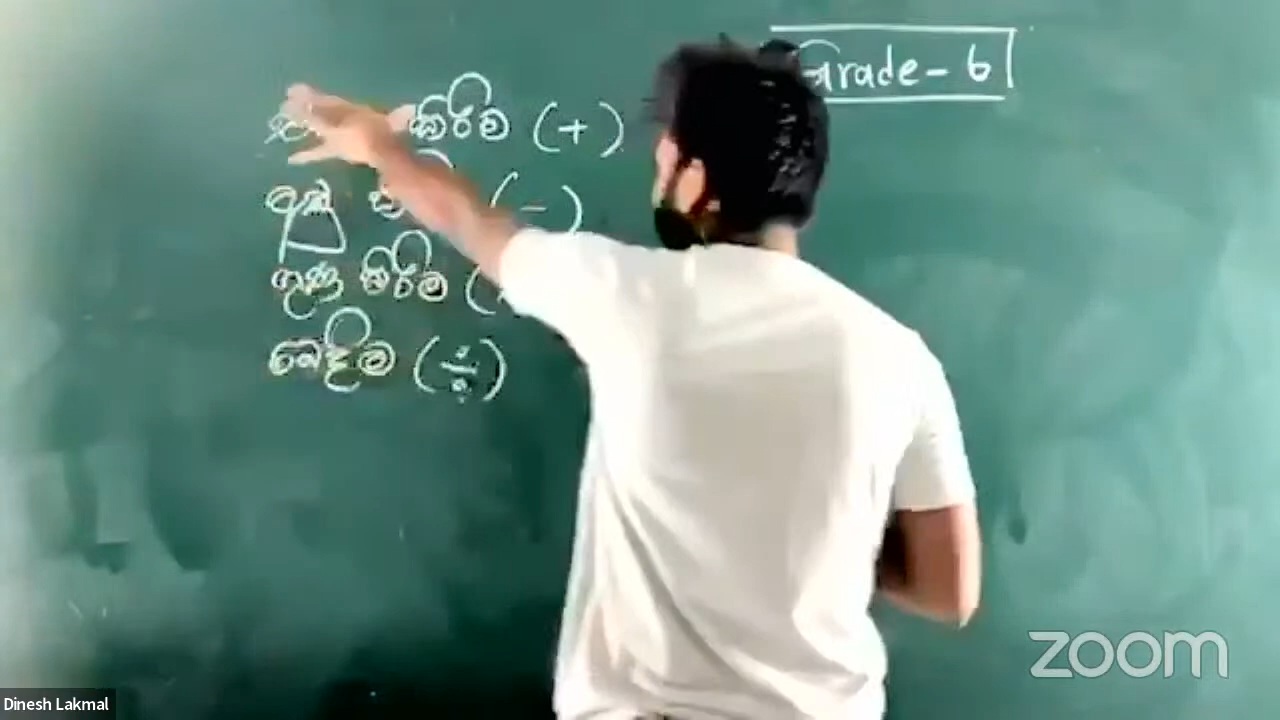 Grade - 6
කිරීම (+)
අඩු (-)
ගුණ කිරීම (
බෙදීම (÷)
zoom
Dinesh Lakmal